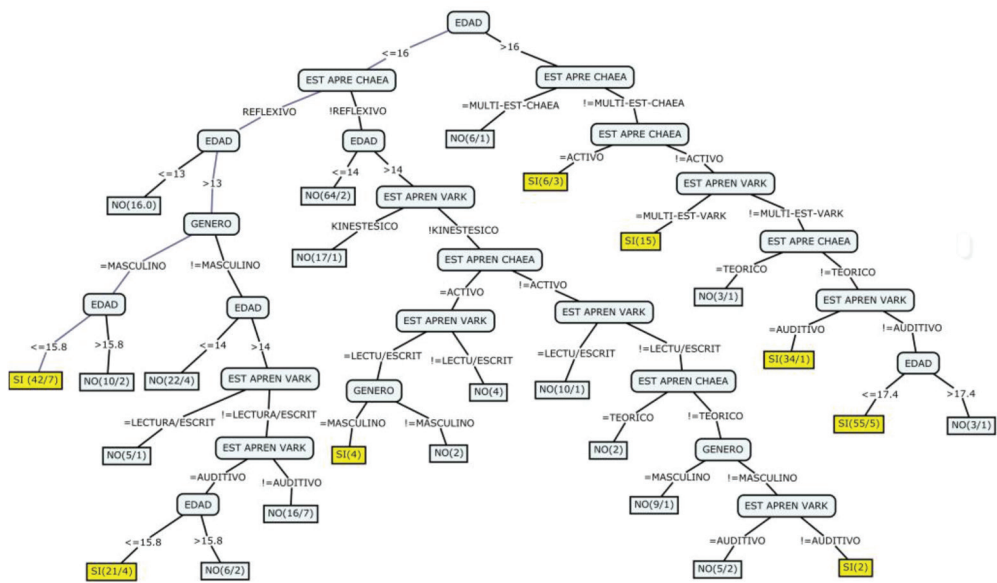 EDAD
<=16
>16
EST APRE CHAEA
EST APRE CHAEA
REFLEXIVO
!REFLEXIVO
=MULTI-EST-CHAEA
!=MULTI-EST-CHAEA
EDAD
EDAD
NO(6/1)
EST APRE CHAEA
<=13
>13
<=14
>14
=ACTIVO
!=ACTIVO
NO(16.0)
NO(64/2)
EST APREN VARK
SI(6/3)
EST APREN VARK
GENERO
KINESTESICO
!KINESTESICO
=MULTI-EST-VARK
!=MULTI-EST-VARK
NO(17/1)
EST APREN CHAEA
SI(15)
EST APRE CHAEA
=MASCULINO
!=MASCULINO
=ACTIVO
!=ACTIVO
=TEORICO
!=TEORICO
EDAD
EDAD
EST APREN VARK
EST APREN VARK
NO(3/1)
EST APREN VARK
<=15.8
>15.8
<=14
>14
=LECTU/ESCRIT
!=LECTU/ESCRIT
=LECTU/ESCRIT
!=LECTU/ESCRIT
=AUDITIVO
!=AUDITIVO
SI (42/7)
NO(10/2)
NO(22/4)
EST APREN VARK
GENERO
NO(4)
NO(10/1)
EST APREN CHAEA
SI(34/1)
EDAD
=LECTURA/ESCRIT
!=LECTURA/ESCRIT
=MASCULINO
!=MASCULINO
=TEORICO
!=TEORICO
<=17.4
>17.4
NO(5/1)
EST APREN VARK
SI(4)
NO(2)
NO(2)
GENERO
SI(55/5)
NO(3/1)
=AUDITIVO
!=AUDITIVO
=MASCULINO
!=MASCULINO
EDAD
NO(16/7)
NO(9/1)
EST APREN VARK
<=15.8
>15.8
=AUDITIVO
!=AUDITIVO
SI(21/4)
NO(6/2)
NO(5/2)
SI(2)